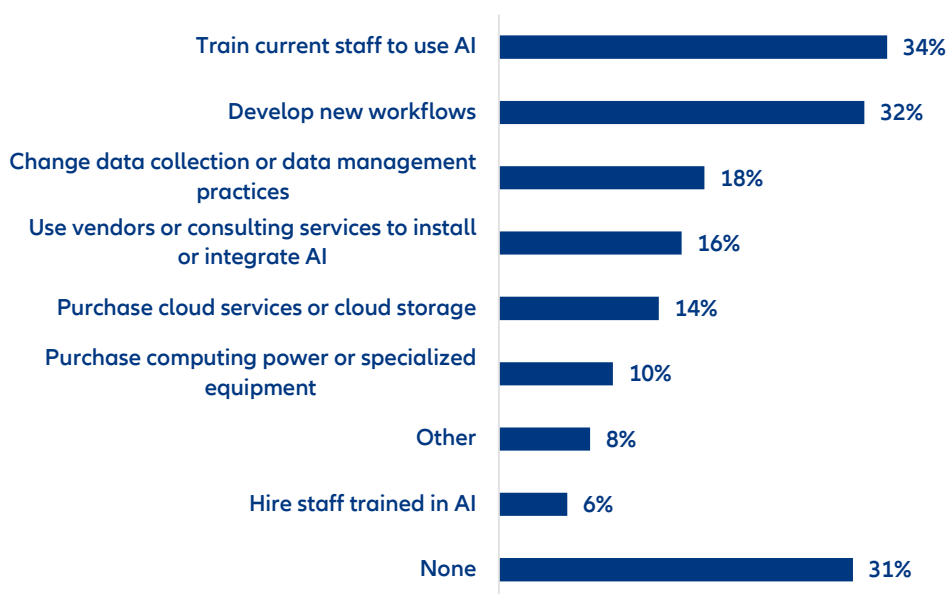 Train current staff to use AI 34%
Develop new workflows 32%
Change data collection or data management
practices 18%
Use vendors or consulting services to install
or integrate AI 16%
Purchase cloud services or cloud storage 14%
Purchase computing power or specialized
equipment 10%
Other 8%
Hire staff trained in AI 6%
None 31%